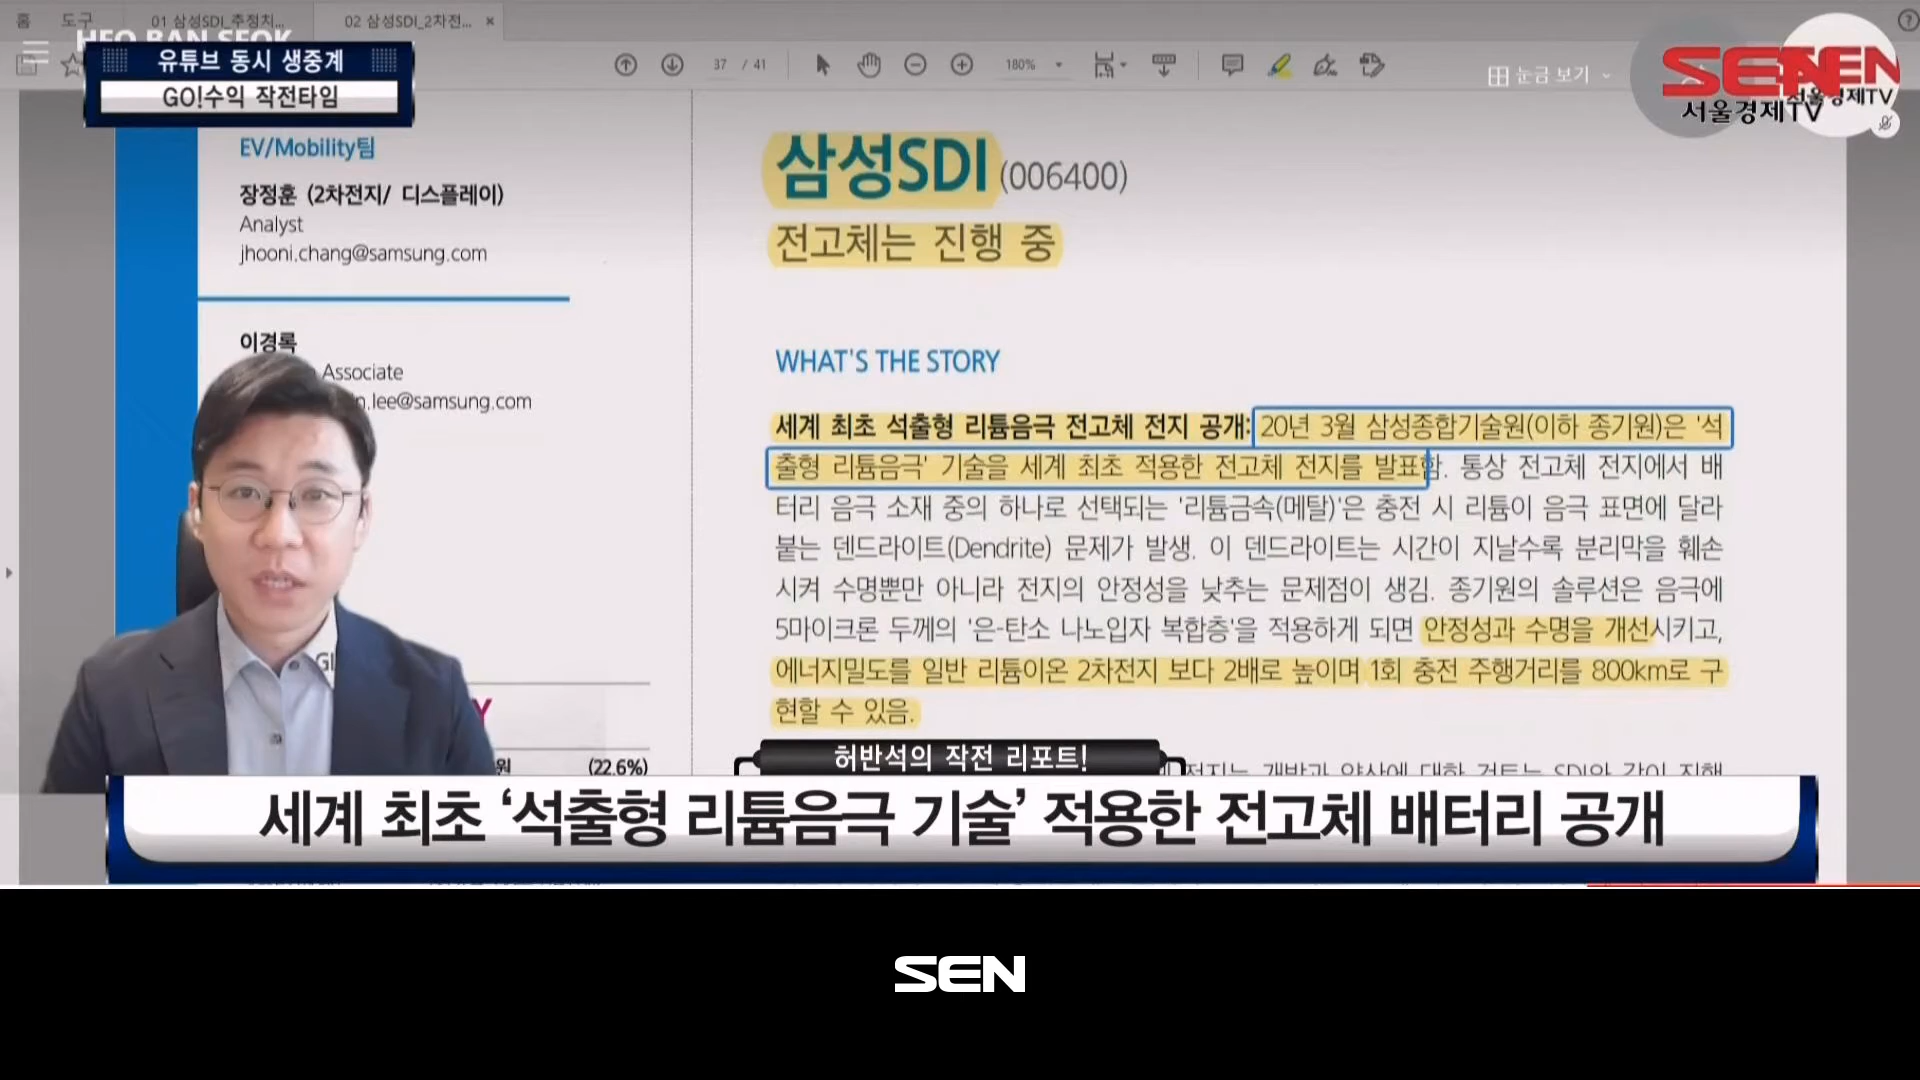 홈 도구 01 삼성SDI_추정치... 02 삼성SDI_2차전... ×
HEO BAN SEOK
유튜브 동시 생중계
GO!수익 작전타임
37 / 41 180% 눈금 보기
SEN
서울경제TV
EV/Mobility팀
장정훈 (2차전지/ 디스플레이)
Analyst
jhooni.chang@samsung.com
이경록
Associate
n.lee@samsung.com
삼성SDI (006400)
전고체는 진행 중
WHAT'S THE STORY
세계 최초 석출형 리튬음극 전고체 전지 공개: 20년 3월 삼성종합기술원(이하 종기원)은 '석
출형 리튬음극' 기술을 세계 최초 적용한 전고체 전지를 발표함. 통상 전고체 전지에서 배
터리 음극 소재 중의 하나로 선택되는 '리튬금속(메탈)'은 충전 시 리튬이 음극 표면에 달라
붙는 덴드라이트(Dendrite) 문제가 발생. 이 덴드라이트는 시간이 지날수록 분리막을 훼손
시켜 수명뿐만 아니라 전지의 안정성을 낮추는 문제점이 생김. 종기원의 솔루션은 음극에
5마이크론 두께의 '은-탄소 나노입자 복합층'을 적용하게 되면 안정성과 수명을 개선시키고,
에너지밀도를 일반 리튬이온 2차전지 보다 2배로 높이며 1회 충전 주행거리를 800km로 구
현할 수 있음.
원 (22.6%)
허반석의 작전 리포트!
세계 최초 ‘석출형 리튬음극 기술’ 적용한 전고체 배터리 공개
SEN